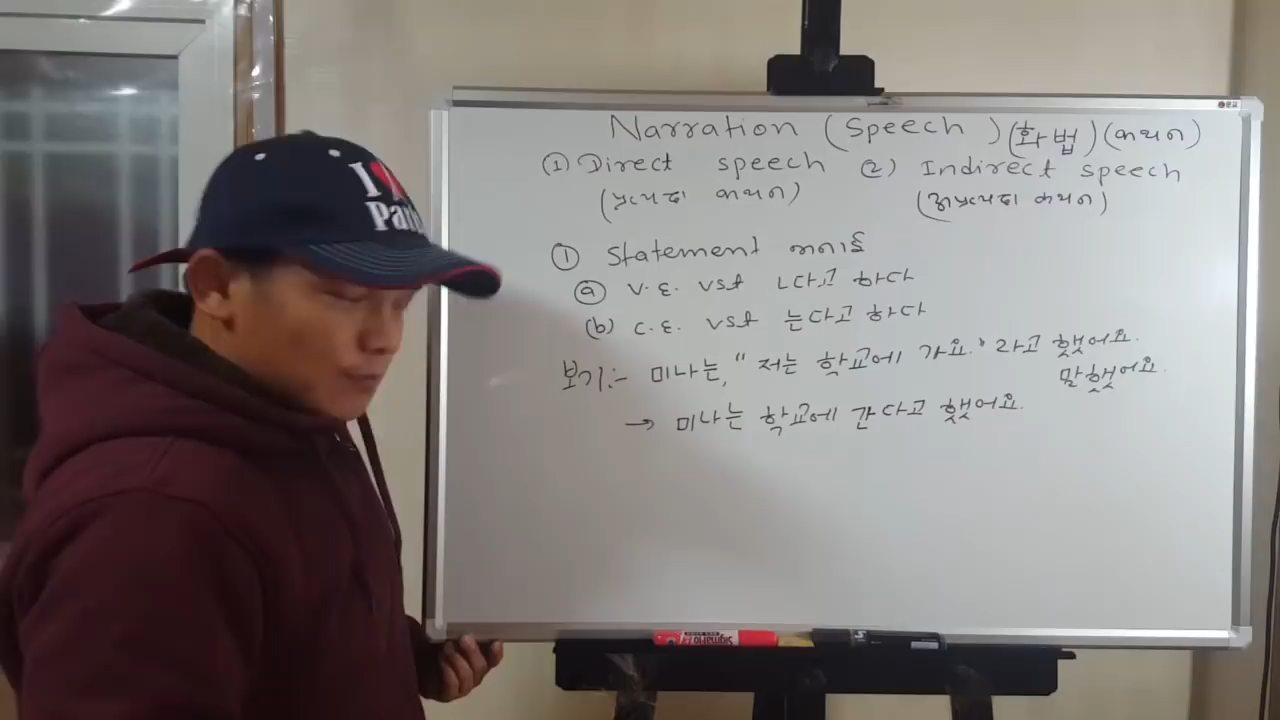 Narration (Speech) (화법) (कथन)
(1) Direct speech (2) Indirect speech
(प्रत्यक्ष कथन) (अप्रत्यक्ष कथन)
① Statement
ⓐ V.E. VSt ㄴ다고 하다
(b) C.E. VSt 는다고 하다
보기:- 미나는, "저는 학교에 가요." 라고 했어요.
말했어요.
→ 미나는 학교에 간다고 했어요.
I